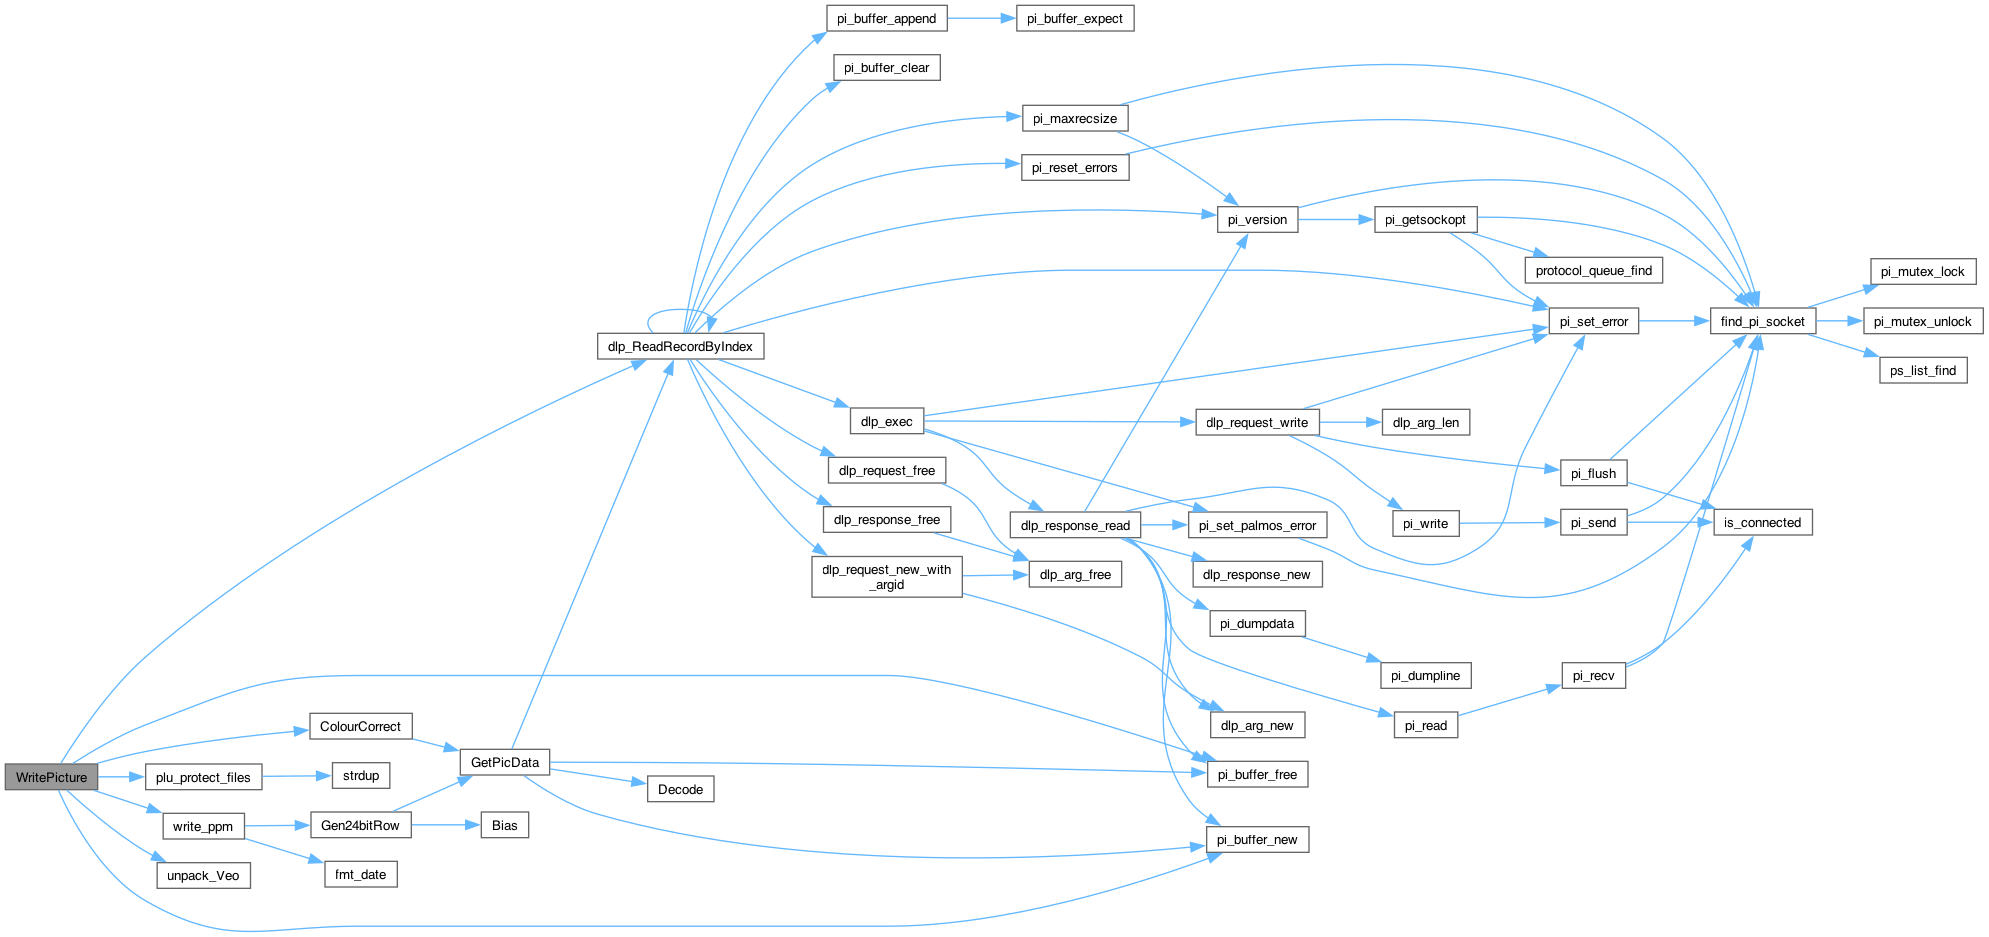 pi_buffer_append
pi_buffer_expect
pi_buffer_clear
pi_maxrecsize
pi_reset_errors
pi_version
pi_getsockopt
protocol_queue_find
pi_mutex_lock
pi_set_error
find_pi_socket
pi_mutex_unlock
dlp_ReadRecordByIndex
ps_list_find
dlp_exec
dlp_request_write
dlp_arg_len
dlp_request_free
pi_flush
dlp_response_free
dlp_response_read
pi_set_palmos_error
pi_write
pi_send
is_connected
dlp_request_new_with
_argid
dlp_arg_free
dlp_response_new
pi_dumpdata
pi_dumpline
pi_recv
ColourCorrect
dlp_arg_new
pi_read
GetPicData
WritePicture
plu_protect_files
strdup
pi_buffer_free
Decode
write_ppm
Gen24bitRow
Bias
pi_buffer_new
unpack_Veo
fmt_date